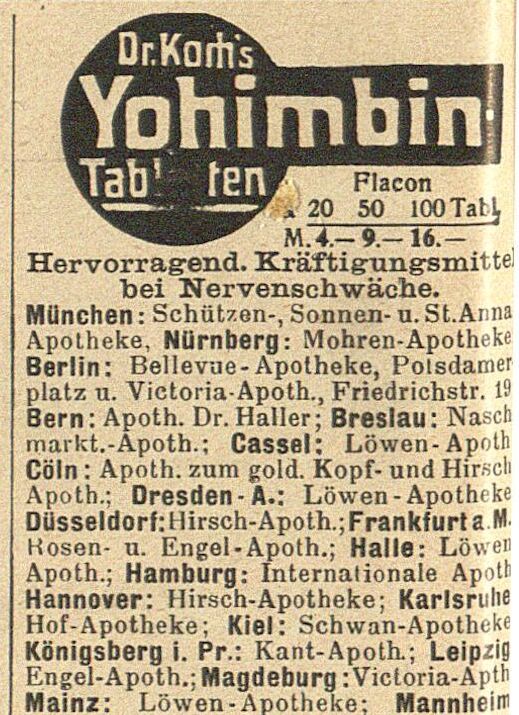 Dr. Korth's
Yohimbin-
Flacon
20 50 100 Tabl.
M. 4.— 9.— 16.—
Hervorragend. Kräftigungsmittel
bei Nervenschwäche.
München: Schützen-, Sonnen- u. St. Anna
Apotheke, Nürnberg: Mohren-Apotheke
Berlin: Bellevue-Apotheke, Potsdamer-
platz u. Victoria-Apoth., Friedrichstr. 19
Bern: Apoth. Dr. Haller; Breslau: Nasch
markt.-Apoth.; Cassel: Löwen-Apoth
Cöln: Apoth. zum gold. Kopf- und Hirsch
Apoth.; Dresden-A.: Löwen-Apotheke
Düsseldorf: Hirsch-Apoth.; Frankfurt a. M.
Rosen- u. Engel-Apoth.; Halle: Löwen
Apoth.; Hamburg: Internationale Apoth
Hannover: Hirsch-Apotheke; Karlsruhe
Hof-Apotheke; Kiel: Schwan-Apotheke
Königsberg i. Pr.: Kant-Apoth.; Leipzig
Engel-Apoth.; Magdeburg: Victoria-Apth
Mainz: Löwen-Apotheke; Mannheim